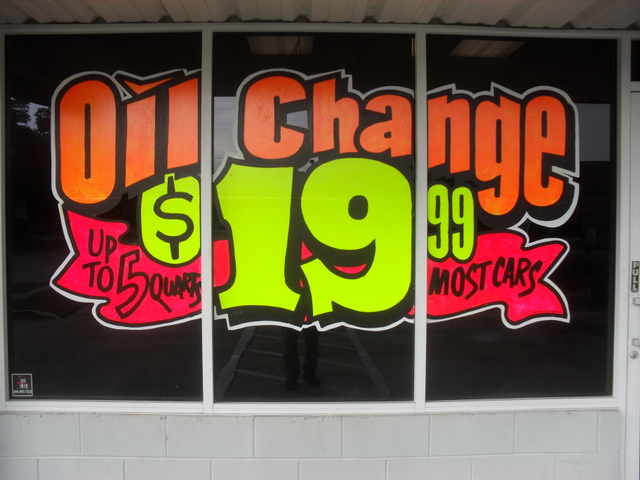 Oil Change
$19.99
UP TO 5 QUARTS
MOST CARS
PULL